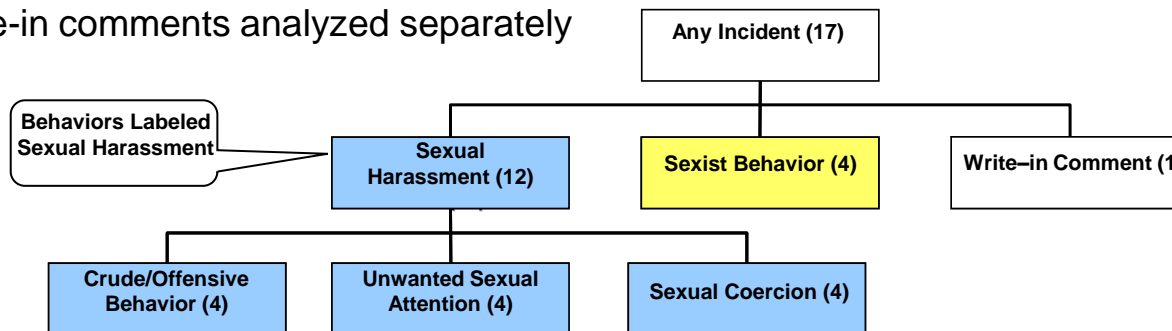 comments analyzed separately
Any Incident (17)
Behaviors Labeled
Sexual Harassment
Sexual
Harassment (12)
Sexist Behavior (4)
Write–in Comment (1
Crude/Offensive
Behavior (4)
Unwanted Sexual
Attention (4)
Sexual Coercion (4)